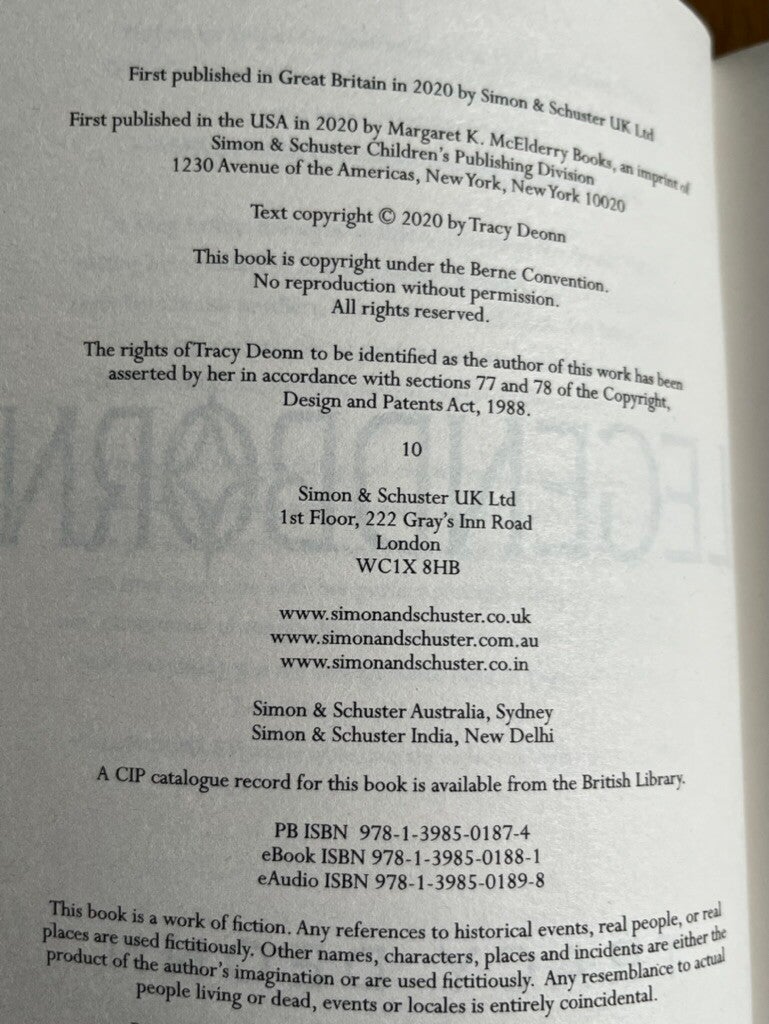 First published in Great Britain in 2020 by Simon & Schuster UK Ltd
First published in the USA in 2020 by Margaret K. McElderry Books, an imprint of
Simon & Schuster Children's Publishing Division
1230 Avenue of the Americas, New York, New York 10020
Text copyright © 2020 by Tracy Deonn
This book is copyright under the Berne Convention.
No reproduction without permission.
All rights reserved.
The rights of Tracy Deonn to be identified as the author of this work has been
asserted by her in accordance with sections 77 and 78 of the Copyright,
Design and Patents Act, 1988.
10
Simon & Schuster UK Ltd
1st Floor, 222 Gray's Inn Road
London
WC1X 8HB
www.simonandschuster.co.uk
www.simonandschuster.com.au
www.simonandschuster.co.in
Simon & Schuster Australia, Sydney
Simon & Schuster India, New Delhi
A CIP catalogue record for this book is available from the British Library.
PB ISBN 978-1-3985-0187-4
eBook ISBN 978-1-3985-0188-1
eAudio ISBN 978-1-3985-0189-8
This book is a work of fiction. Any references to historical events, real people, or real
places are used fictitiously. Other names, characters, places and incidents are either the
product of the author's imagination or are used fictitiously. Any resemblance to actual
people living or dead, events or locales is entirely coincidental.